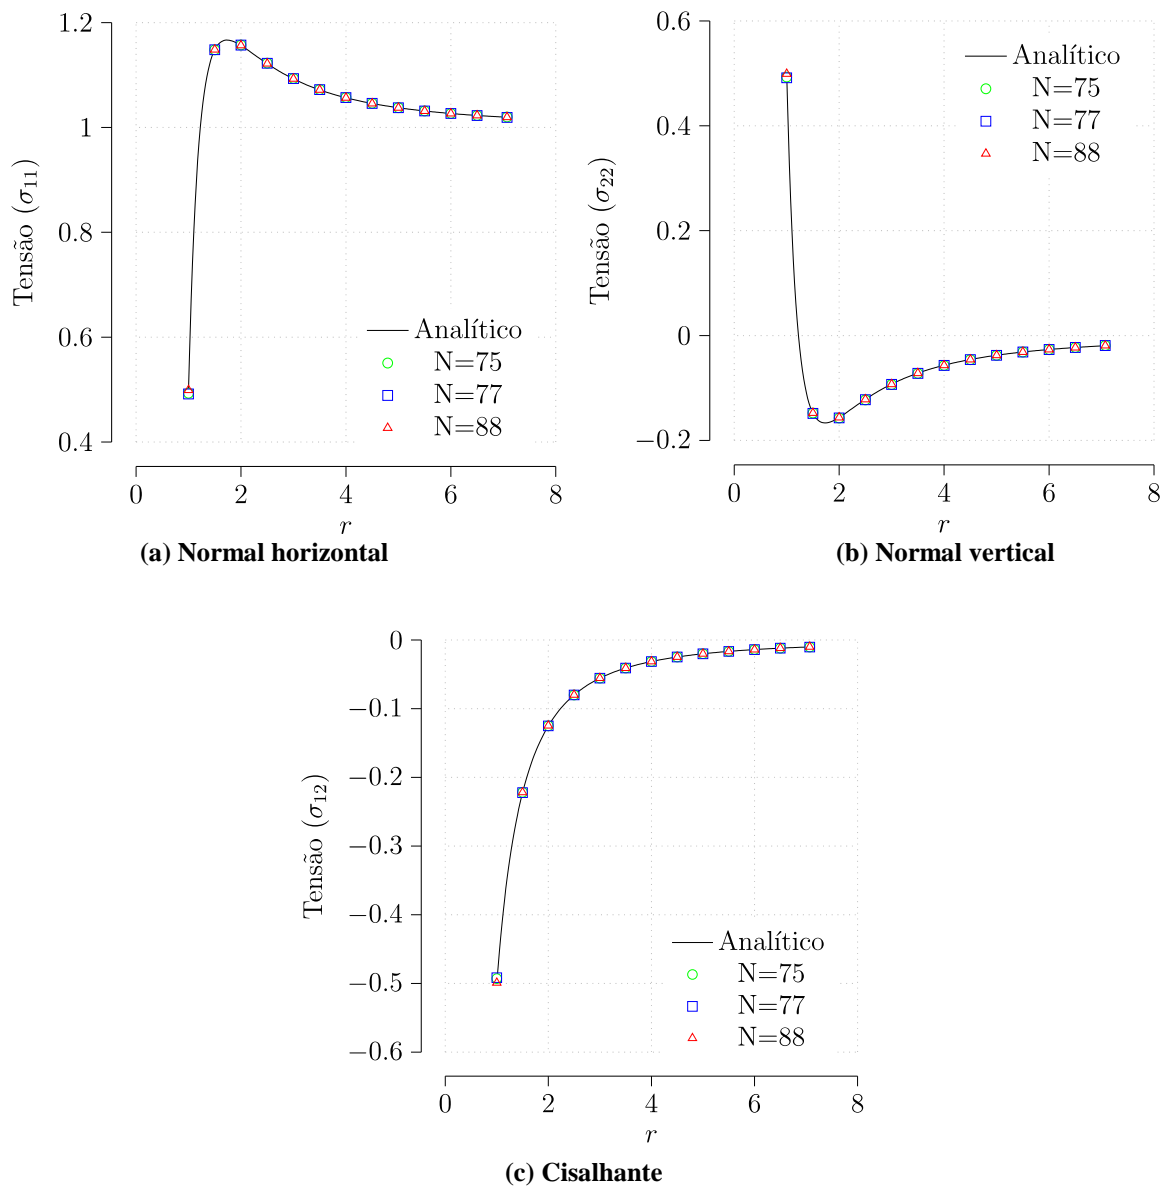 1.2
1
0.8
0.6
0.4
Tensão (σ11)
Analítico
N=75
N=77
N=88
0 2 4 6 8
r
(a) Normal horizontal
0.6
0.4
0.2
0
−0.2
Tensão (σ22)
Analítico
N=75
N=77
N=88
0 2 4 6 8
r
(b) Normal vertical
0
−0.1
−0.2
−0.3
−0.4
−0.5
−0.6
Tensão (σ12)
Analítico
N=75
N=77
N=88
0 2 4 6 8
r
(c) Cisalhante